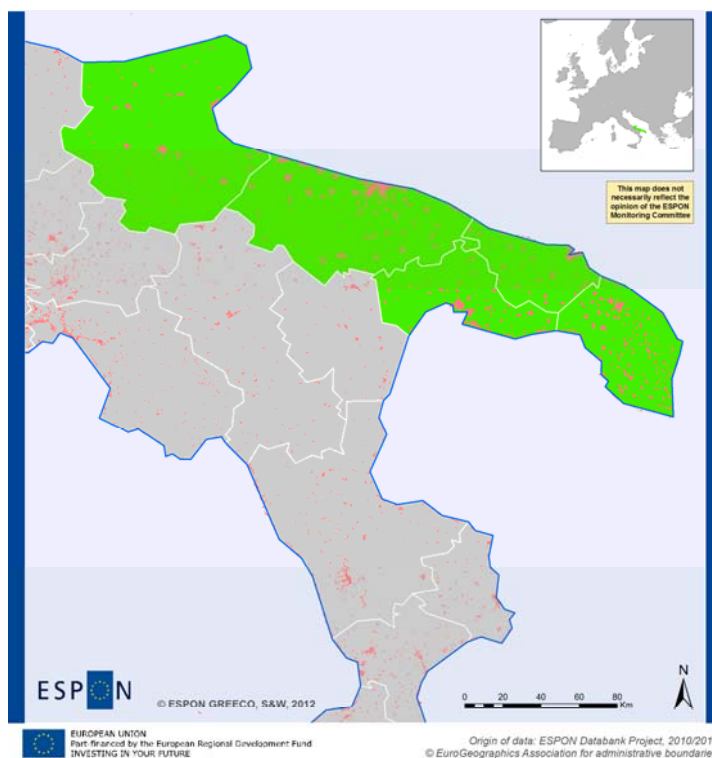 This map does not
necessarily reflect the
opinion of the ESPON
Monitoring Committee
ESPON
© ESPON GREECO, S&W, 2012
N
0 10 20 40 60 80
Km
EUROPEAN UNION
Part-financed by the European Regional Development Fund
INVESTING IN YOUR FUTURE
Origin of data: ESPON Databank Project, 2010/201
© EuroGeographics Association for administrative boundarie